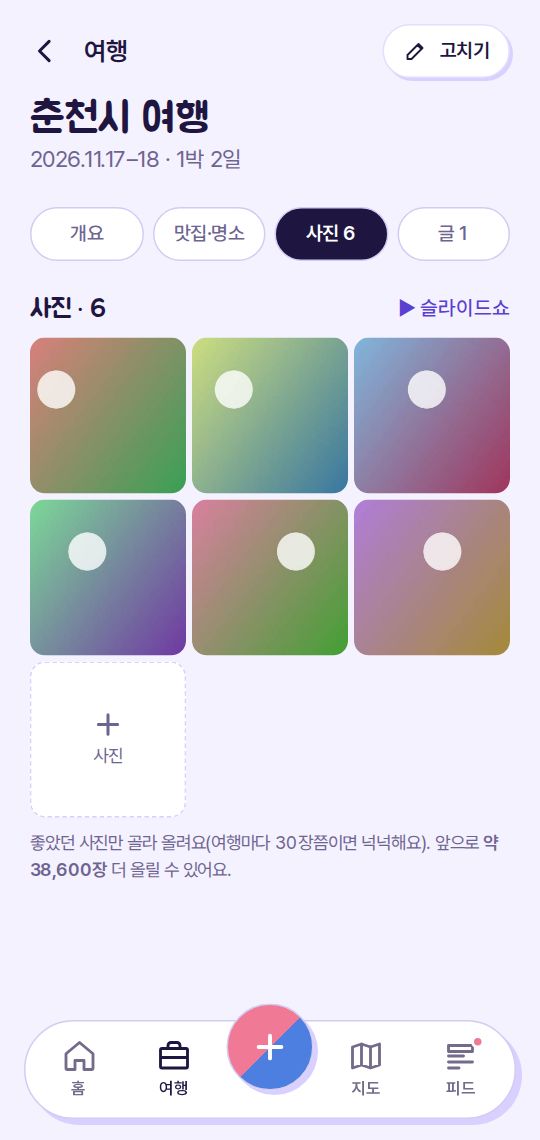 여행
고치기
춘천시 여행
2026.11.17–18 · 1박 2일
개요
맛집·명소
사진 6
글 1
사진 · 6
▶ 슬라이드쇼
사진
좋았던 사진만 골라 올려요(여행마다 30장쯤이면 넉넉해요). 앞으로 약
38,600장 더 올릴 수 있어요.
홈
여행
지도
피드